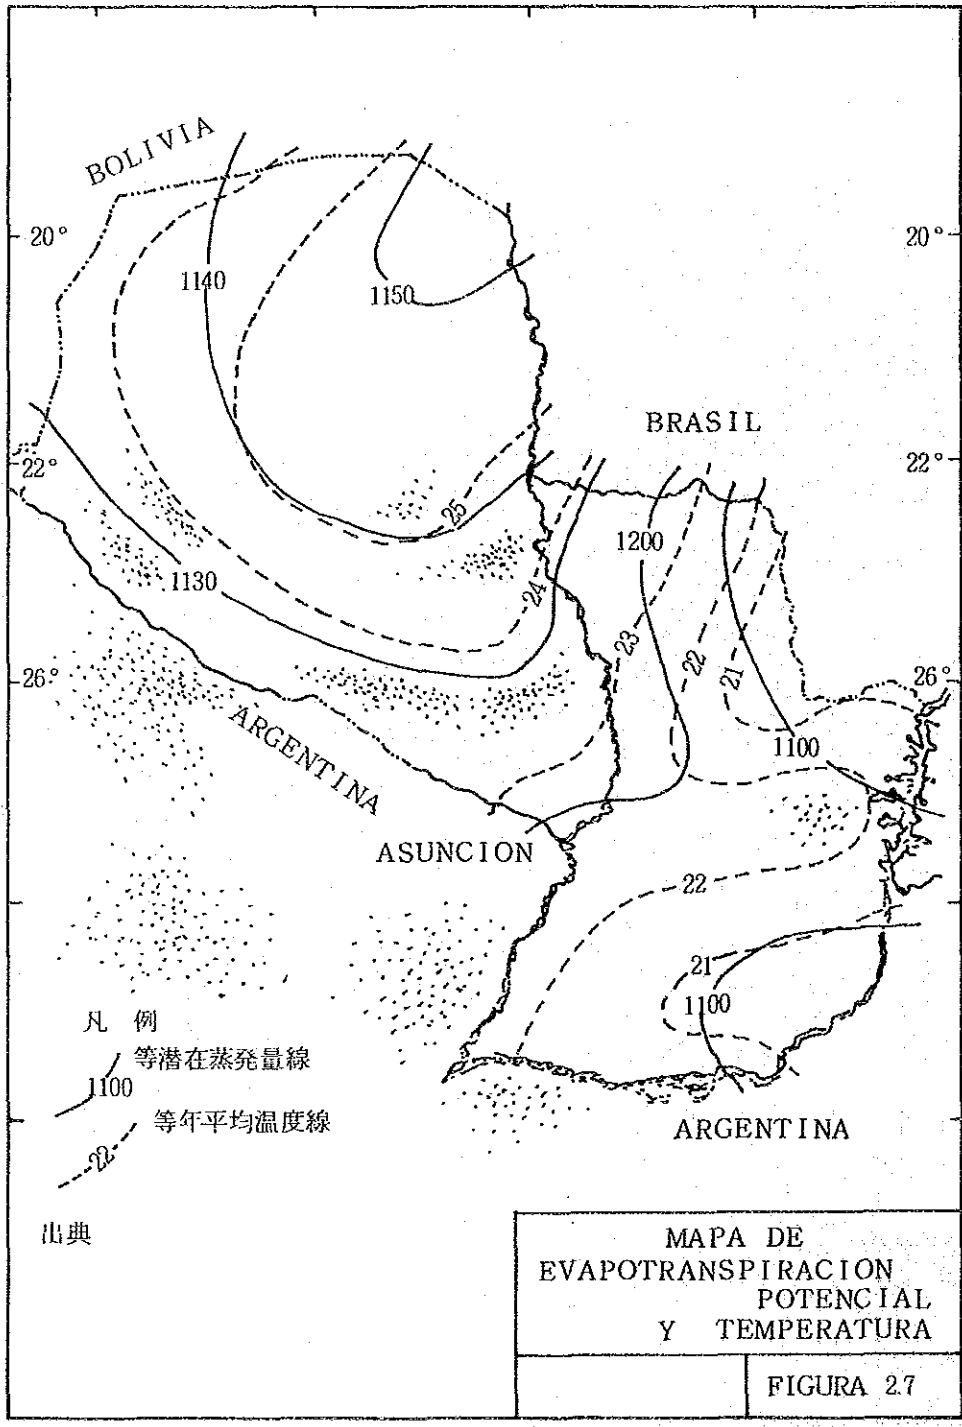 BOLIVIA
20° 20°
1140
1150
BRASIL
22° 22°
25
1200
1130
24
23
22
21
26° 26°
ARGENTINA
1100
ASUNCION
22
21
1100
凡 例
等潜在蒸発量線
1100
等年平均温度線
22
ARGENTINA
出典
MAPA DE
EVAPOTRANSPIRACION
POTENCIAL
Y TEMPERATURA
FIGURA 2.7